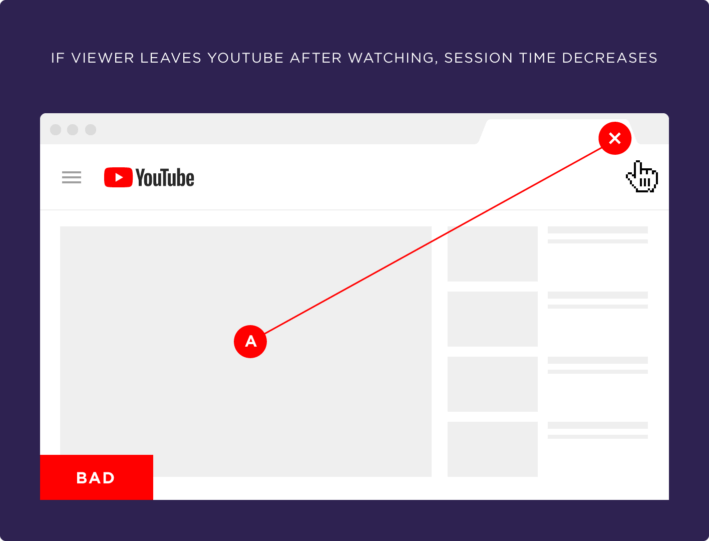 IF VIEWER LEAVES YOUTUBE AFTER WATCHING, SESSION TIME DECREASES
YouTube
A
BAD